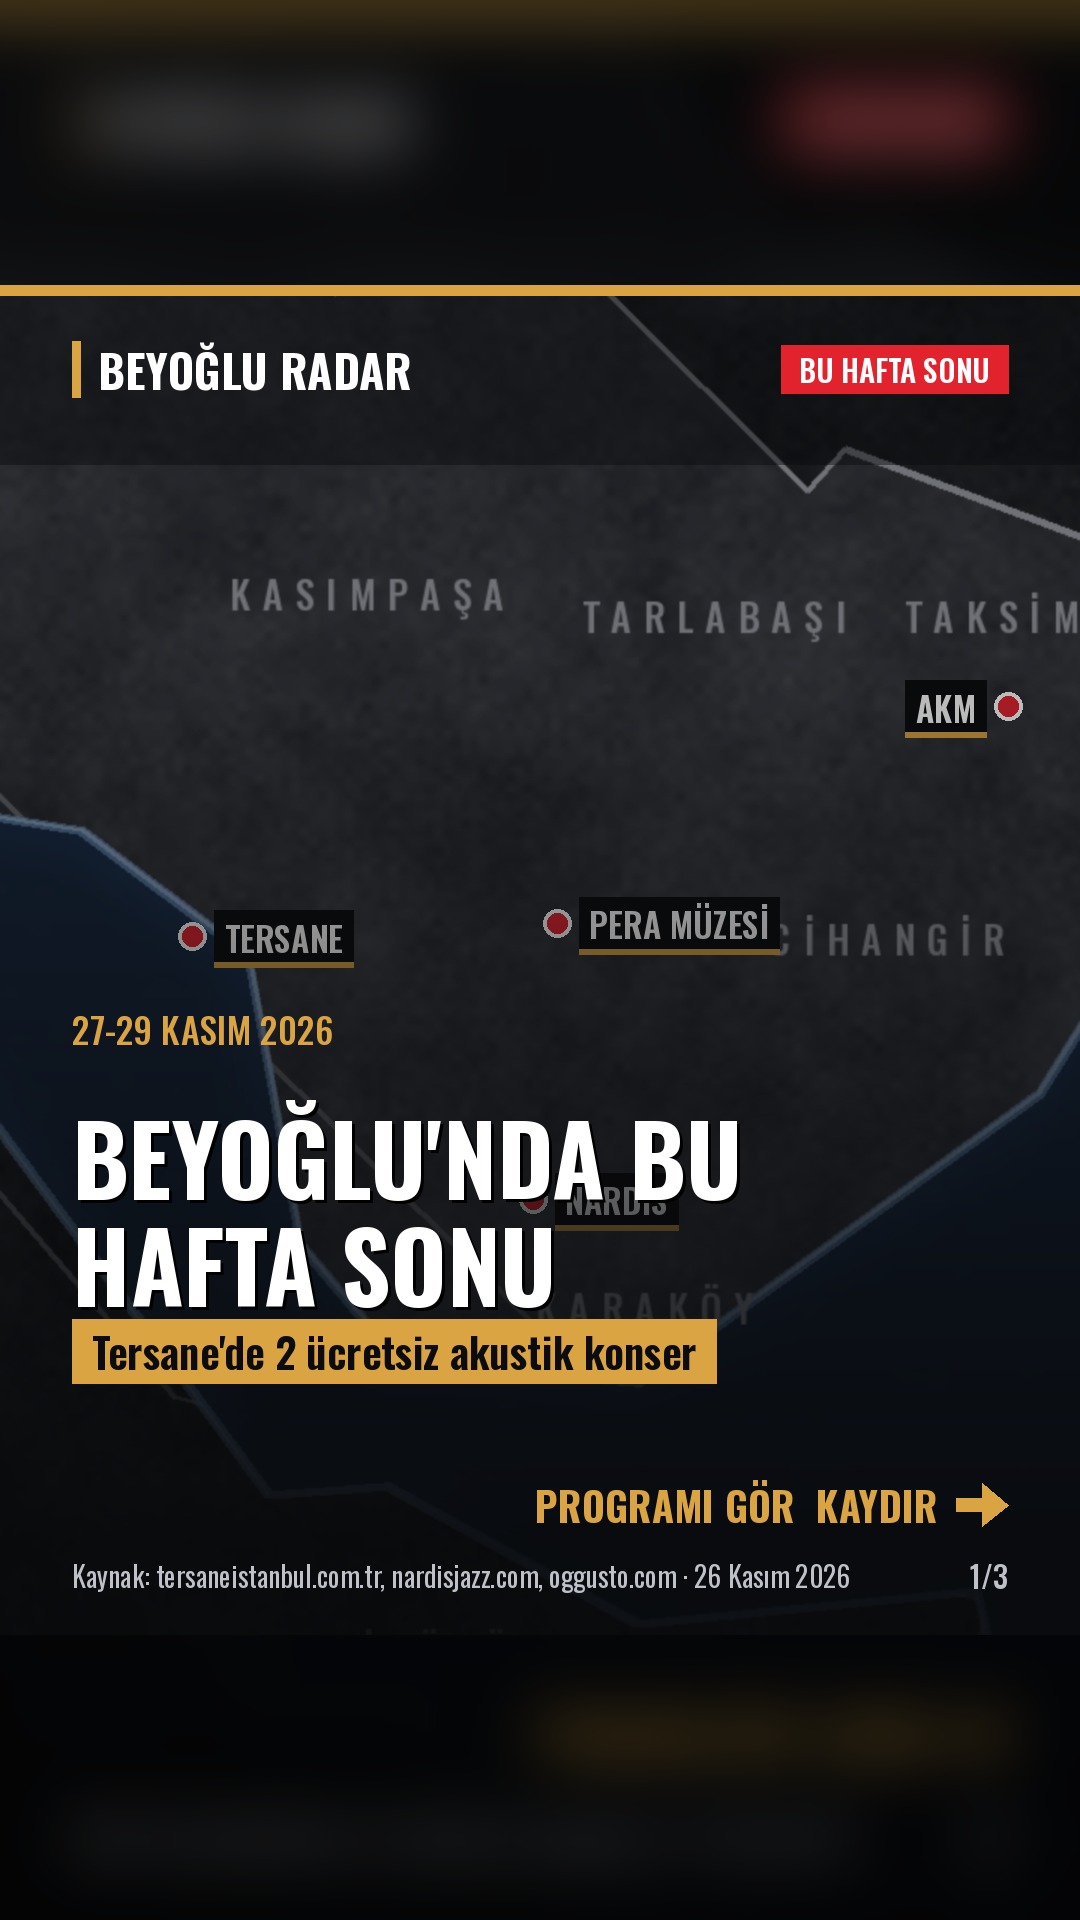 BEYOĞLU RADAR
BU HAFTA SONU
KASIMPAŞA
TARLABAŞI
TAKSİM
AKM
TERSANE
PERA MÜZESİ
CİHANGİR
27-29 KASIM 2026
BEYOĞLU'NDA BU
NARDIS
HAFTA SONU
KARAKÖY
Tersane'de 2 ücretsiz akustik konser
PROGRAMI GÖR KAYDIR
Kaynak: tersaneistanbul.com.tr, nardisjazz.com, oggusto.com · 26 Kasım 2026
1/3